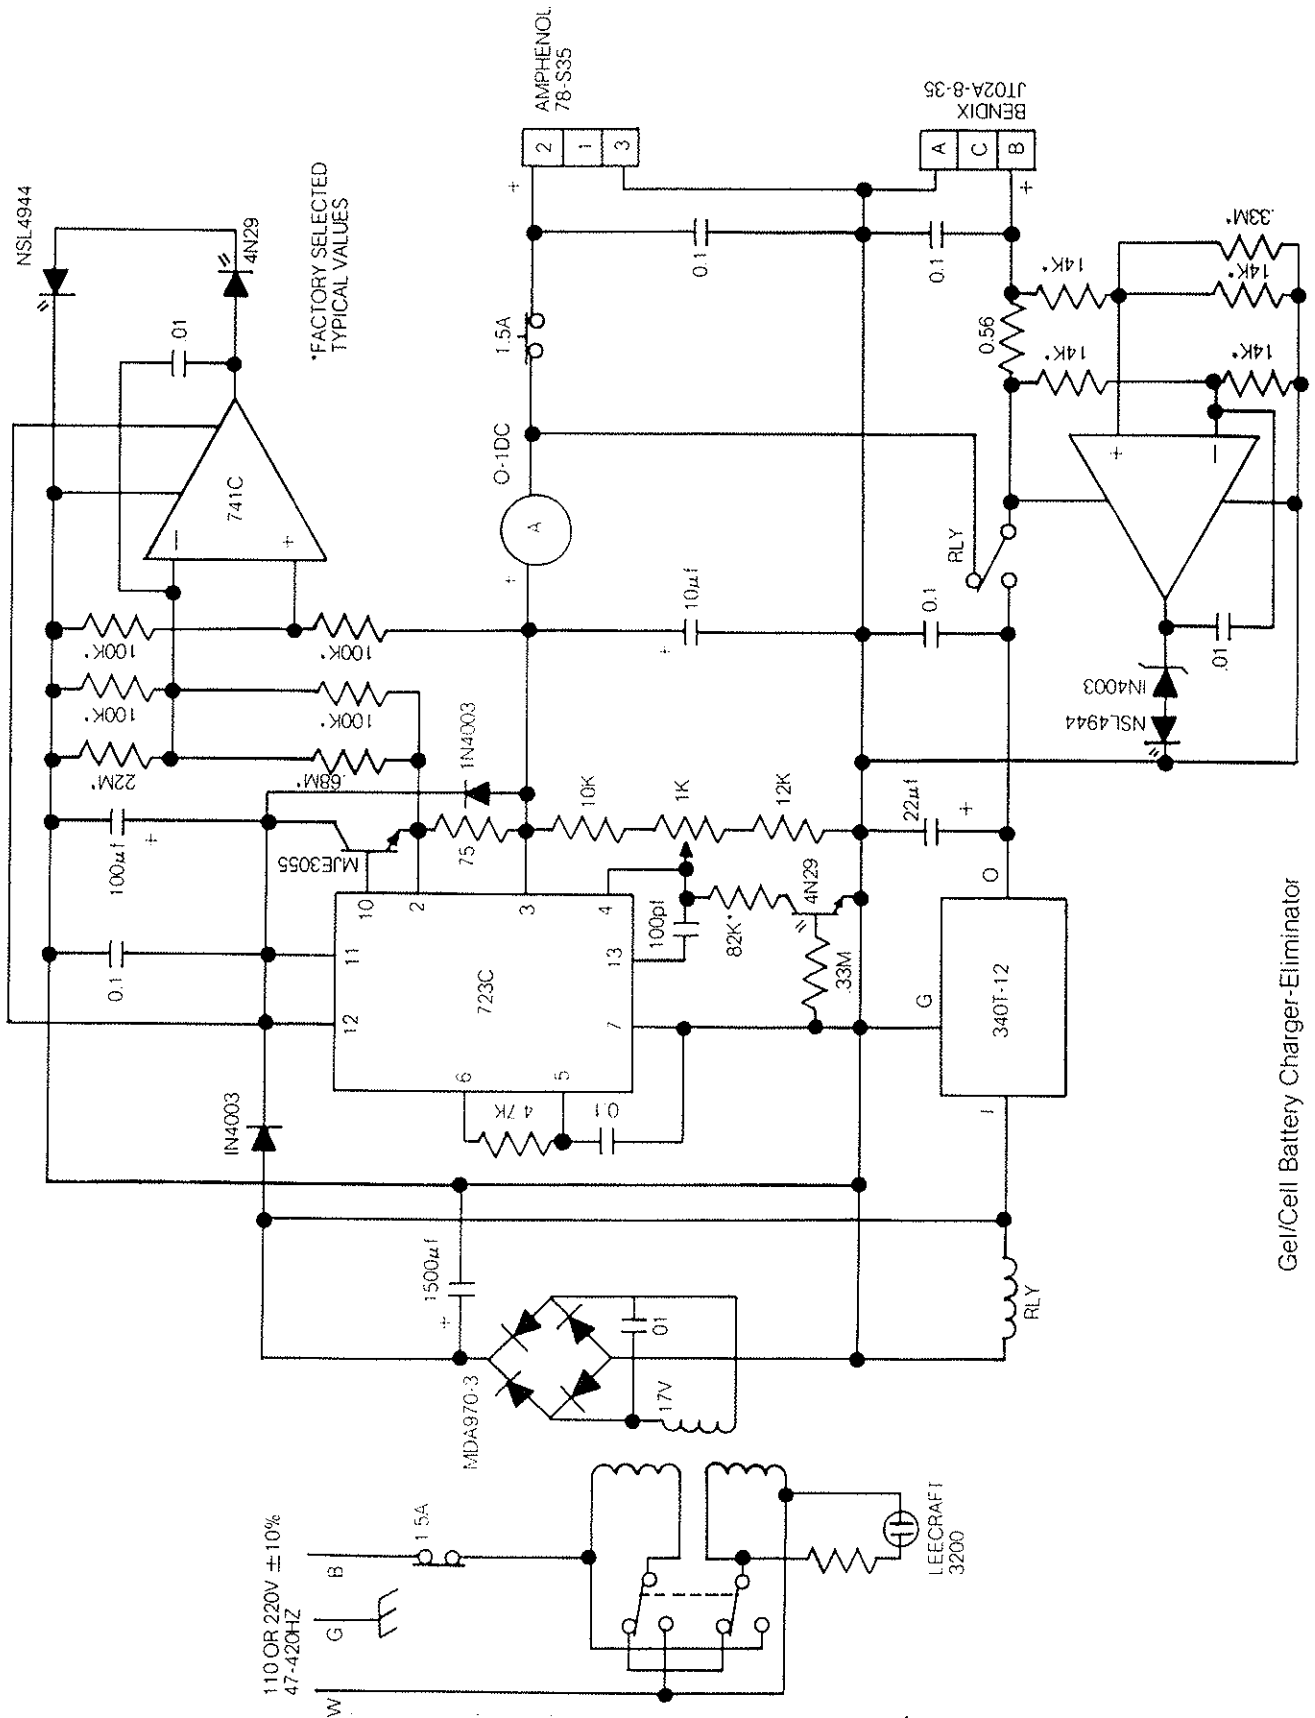 NSL4944
4N29
.01
*FACTORY SELECTED
TYPICAL VALUES
741C
−
+
100K*
100K*
100K*
100K*
22M*
.68M*
100µf
+
0.1
MJE3055
1N4003
75
10K
1K
12K
10
2
3
4
11
12
13
7
6
5
723C
100pf
82K*
4N29
.33M
4.7K
0.1
IN4003
AMPHENOL
78-S35
2
1
3
+
1.5A
O-1DC
A
+
10µf
+
0.1
0.1
BENDIX
JT02A-8-35
A
C
B
+
0.56
14K*
14K*
14K*
14K*
.33M*
+
−
RLY
0.1
.01
IN4003
NSL4944
22µf
+
O
G
I
340T-12
RLY
1500µf
+
MDA970-3
01
17V
110 OR 220V ±10%
47-420HZ
B
G
W
1 5A
LEECRAFT
3200
Gel/Cell Battery Charger-Eliminator